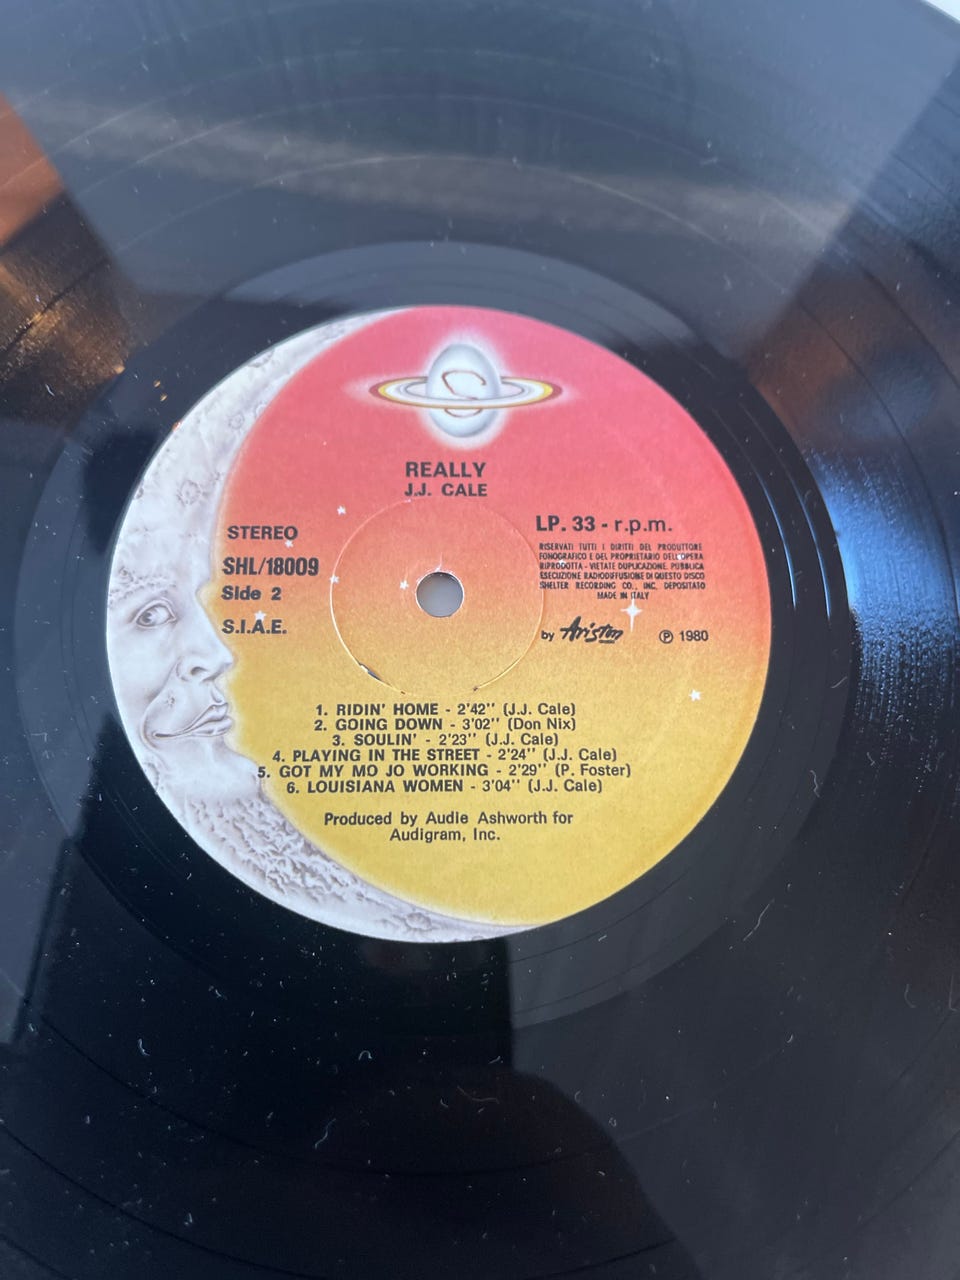 REALLY
J.J. CALE
STEREO
SHL/18009
Side 2
S.I.A.E.
LP. 33 - r.p.m.
RISERVATI TUTTI I DIRITTI DEL PRODUTTORE
FONOGRAFICO E DEL PROPRIETARIO DELL'OPERA
RIPRODOTTA - VIETATE DUPLICAZIONE, PUBBLICA
ESECUZIONE RADIODIFFUSIONE DI QUESTO DISCO
SHELTER RECORDING CO., INC. DEPOSITATO
MADE IN ITALY
by Ariston ℗ 1980
1. RIDIN' HOME - 2'42'' (J.J. Cale)
2. GOING DOWN - 3'02'' (Don Nix)
3. SOULIN' - 2'23'' (J.J. Cale)
4. PLAYING IN THE STREET - 2'24'' (J.J. Cale)
5. GOT MY MO JO WORKING - 2'29'' (P. Foster)
6. LOUISIANA WOMEN - 3'04'' (J.J. Cale)
Produced by Audie Ashworth for
Audigram, Inc.